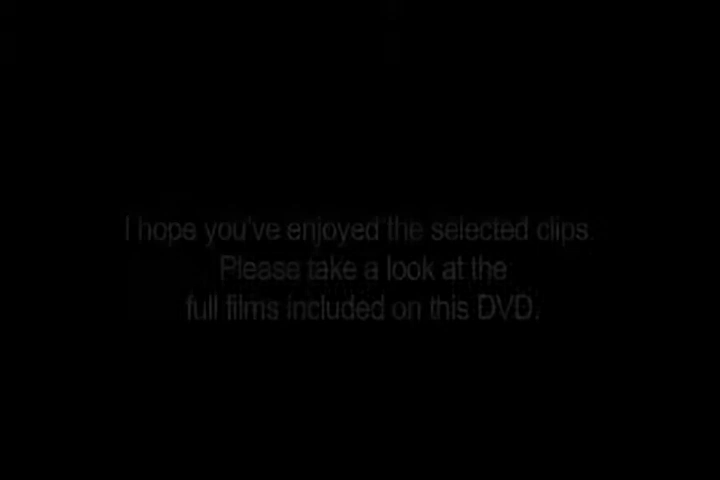 I hope you've enjoyed the selected clips.
Please take a look at the
full films included on this DVD.